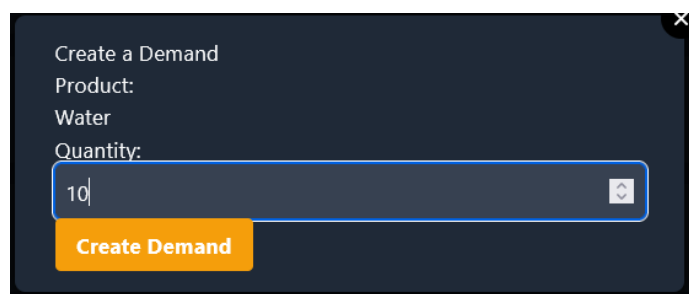 Create a Demand
Product:
Water
Quantity:
10
Create Demand